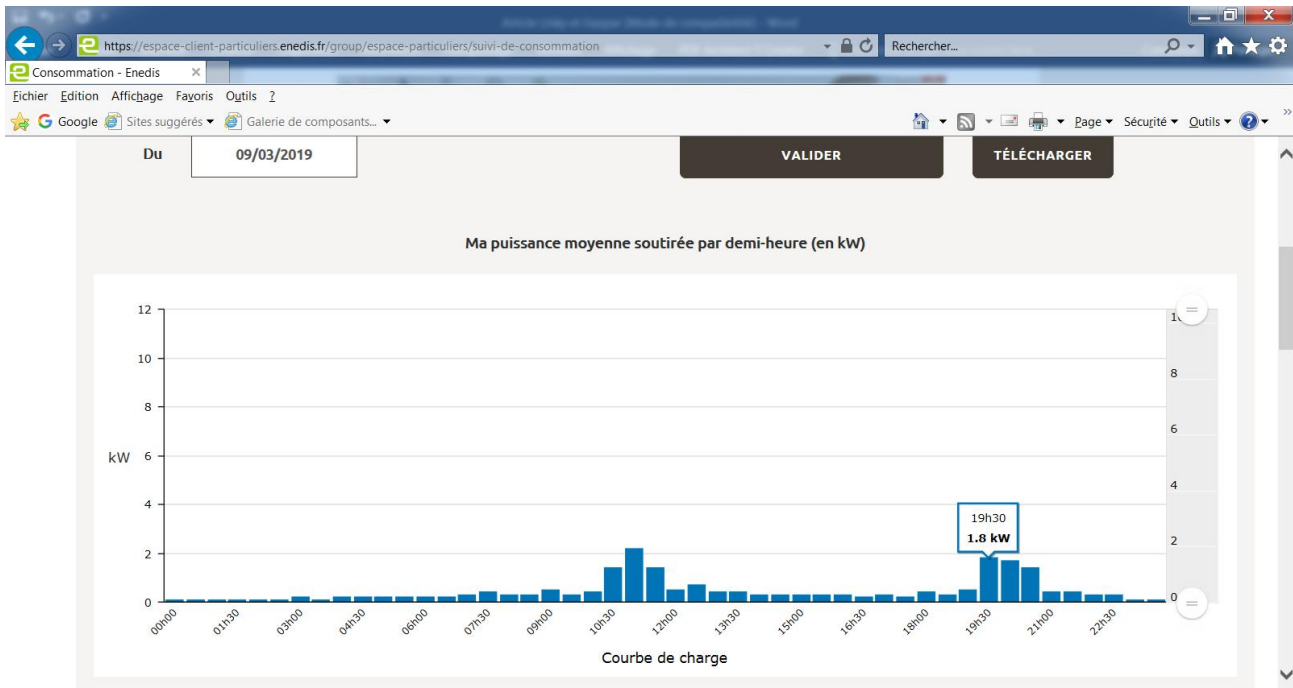 https://espace-client-particuliers.enedis.fr/group/espace-particuliers/suivi-de-consommation
Rechercher...
Consommation - Enedis
Fichier Edition Affichage Favoris Outils ?
Google Sites suggérés Galerie de composants...
Page Sécurité Outils
Du 09/03/2019 VALIDER TÉLÉCHARGER
Ma puissance moyenne soutirée par demi-heure (en kW)
12
10
8
6
4
2
0
kW
8
6
4
2
0
19h30
1.8 kW
00h00 01h30 03h00 04h30 06h00 07h30 09h00 10h30 12h00 13h30 15h00 16h30 18h00 19h30 21h00 22h30
Courbe de charge